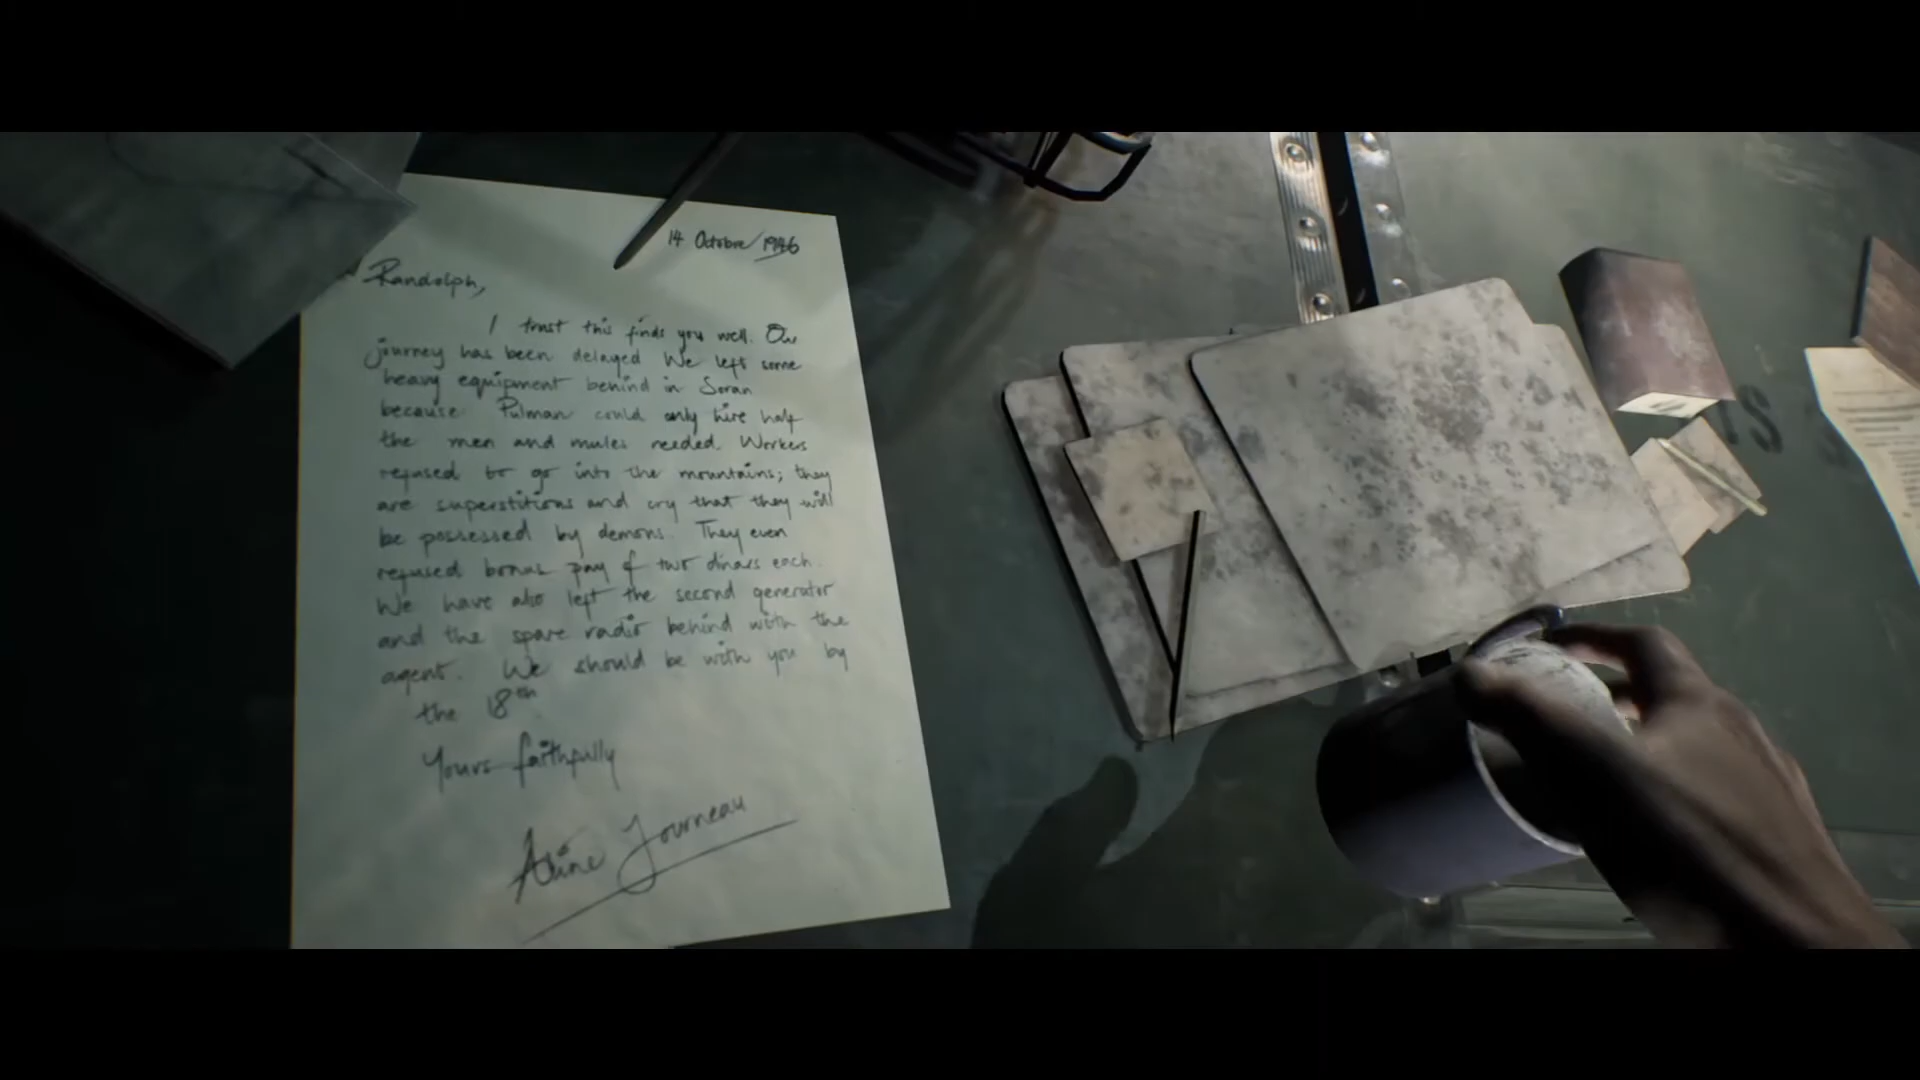 14 Octobre/1946
Randolph,
I trust this finds you well. Our
journey has been delayed We left some
heavy equipment behind in Soran
because Pulman could only hire half
the men and mules needed. Workers
refused to go into the mountains; they
are superstitious and cry that they will
be possessed by demons. They even
refused bonus pay of two dinars each.
We have also left the second generator
and the spare radio behind with the
agent. We should be with you by
the 18th
Yours faithfully
Aline Journeau